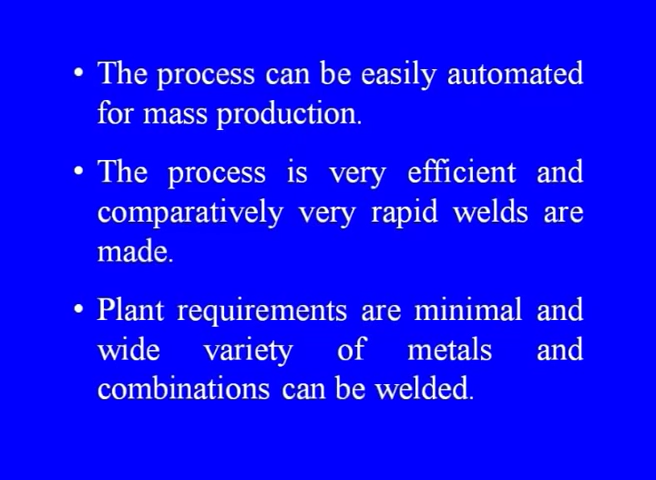 • The process can be easily automated
for mass production.
• The process is very efficient and
comparatively very rapid welds are
made.
• Plant requirements are minimal and
wide variety of metals and
combinations can be welded.